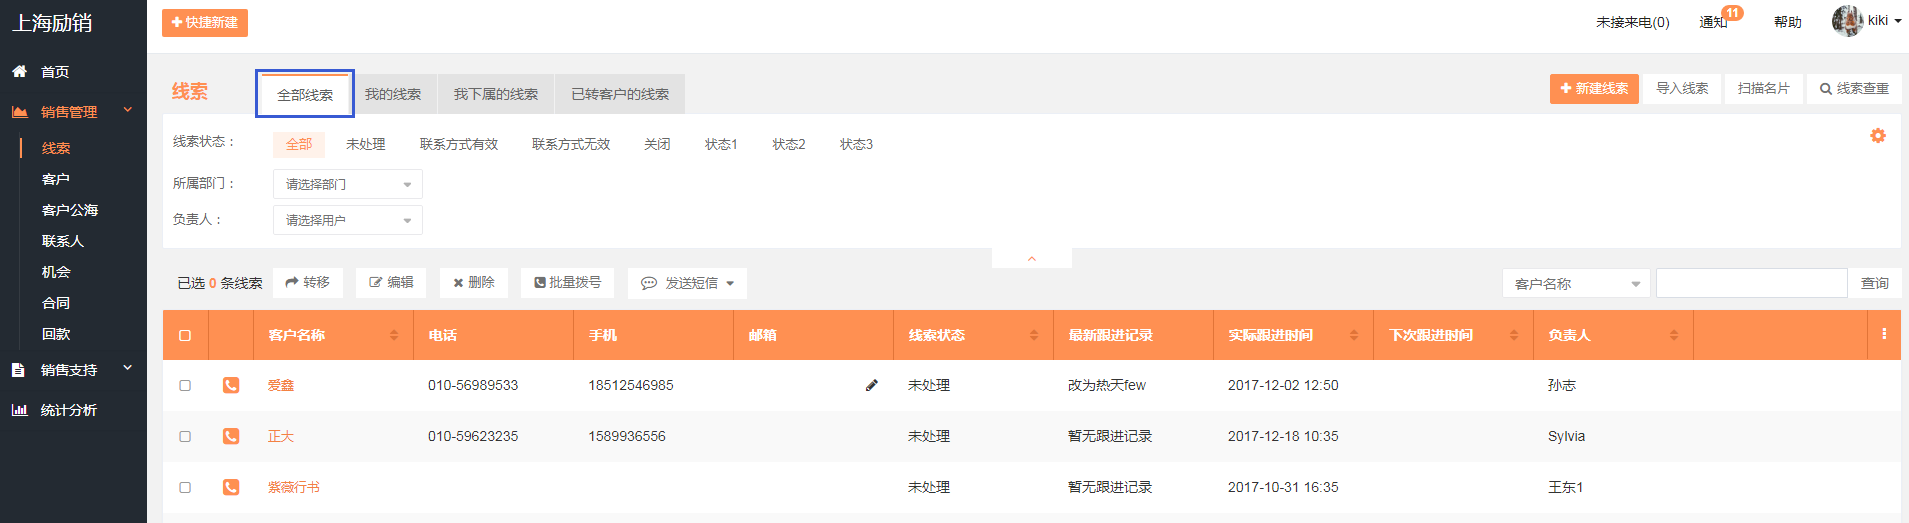 上海励销
快捷新建
未接来电(0)
通知 11
帮助
kiki
首页
销售管理
线索
客户
客户公海
联系人
机会
合同
回款
销售支持
统计分析
线索
全部线索 我的线索 我下属的线索 已转客户的线索
新建线索 导入线索 扫描名片 线索查重
线索状态： 全部 未处理 联系方式有效 联系方式无效 关闭 状态1 状态2 状态3
所属部门： 请选择部门
负责人： 请选择用户
已选 0 条线索 转移 编辑 删除 批量拨号 发送短信 客户名称 查询
客户名称 电话 手机 邮箱 线索状态 最新跟进记录 实际跟进时间 下次跟进时间 负责人
爱鑫 010-56989533 18512546985 未处理 改为热天few 2017-12-02 12:50 孙志
正大 010-59623235 1589936556 未处理 暂无跟进记录 2017-12-18 10:35 Sylvia
紫薇行书 未处理 暂无跟进记录 2017-10-31 16:35 王东1